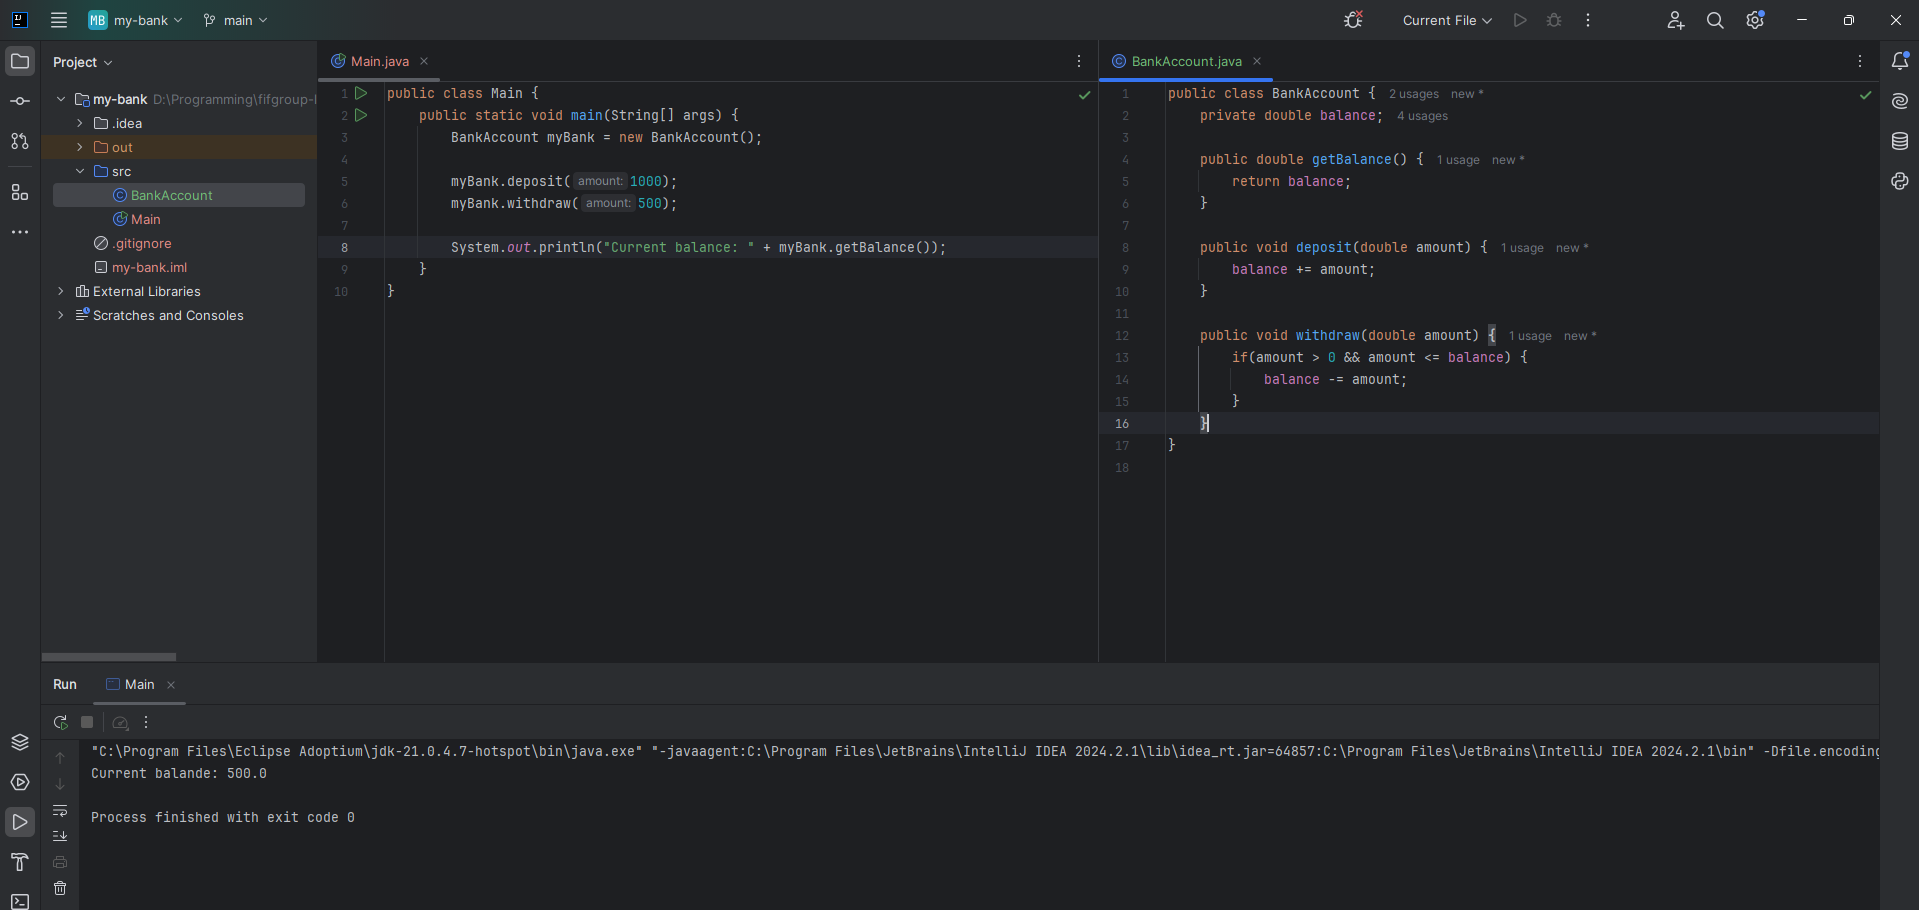 MB my-bank main Current File
Project
my-bank D:\Programming\fifgroup-
.idea
out
src
BankAccount
Main
.gitignore
my-bank.iml
External Libraries
Scratches and Consoles
Main.java
1 public class Main {
2 public static void main(String[] args) {
3 BankAccount myBank = new BankAccount();
4
5 myBank.deposit( amount: 1000);
6 myBank.withdraw( amount: 500);
7
8 System.out.println("Current balance: " + myBank.getBalance());
9 }
10 }
BankAccount.java
1 public class BankAccount { 2 usages new *
2 private double balance; 4 usages
3
4 public double getBalance() { 1 usage new *
5 return balance;
6 }
7
8 public void deposit(double amount) { 1 usage new *
9 balance += amount;
10 }
11
12 public void withdraw(double amount) { 1 usage new *
13 if(amount > 0 && amount <= balance) {
14 balance -= amount;
15 }
16 }
17 }
18
Run Main
"C:\Program Files\Eclipse Adoptium\jdk-21.0.4.7-hotspot\bin\java.exe" "-javaagent:C:\Program Files\JetBrains\IntelliJ IDEA 2024.2.1\lib\idea_rt.jar=64857:C:\Program Files\JetBrains\IntelliJ IDEA 2024.2.1\bin" -Dfile.encoding
Current balande: 500.0
Process finished with exit code 0